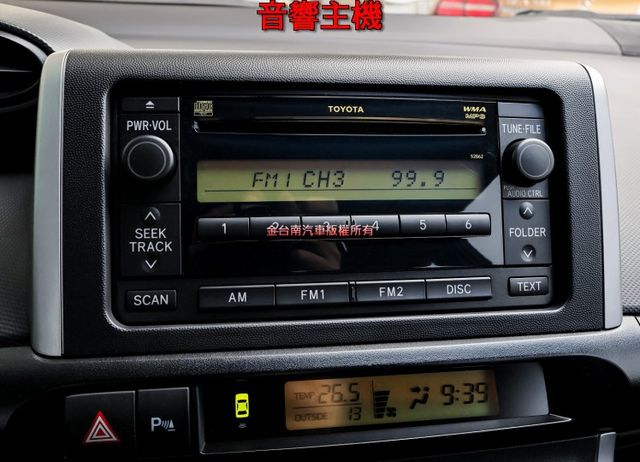 音響主機
TOYOTA
WMA
MP3
PWR·VOL
TUNE·FILE
52862
FM1 CH3 99.9
PUSH
AUDIO CTRL
1 2 3 4 5 6
金台南汽車版權所有
SEEK
TRACK
FOLDER
SCAN
AM
FM1
FM2
DISC
TEXT
TEMP 26.5
OUTSIDE 13
9:39
P